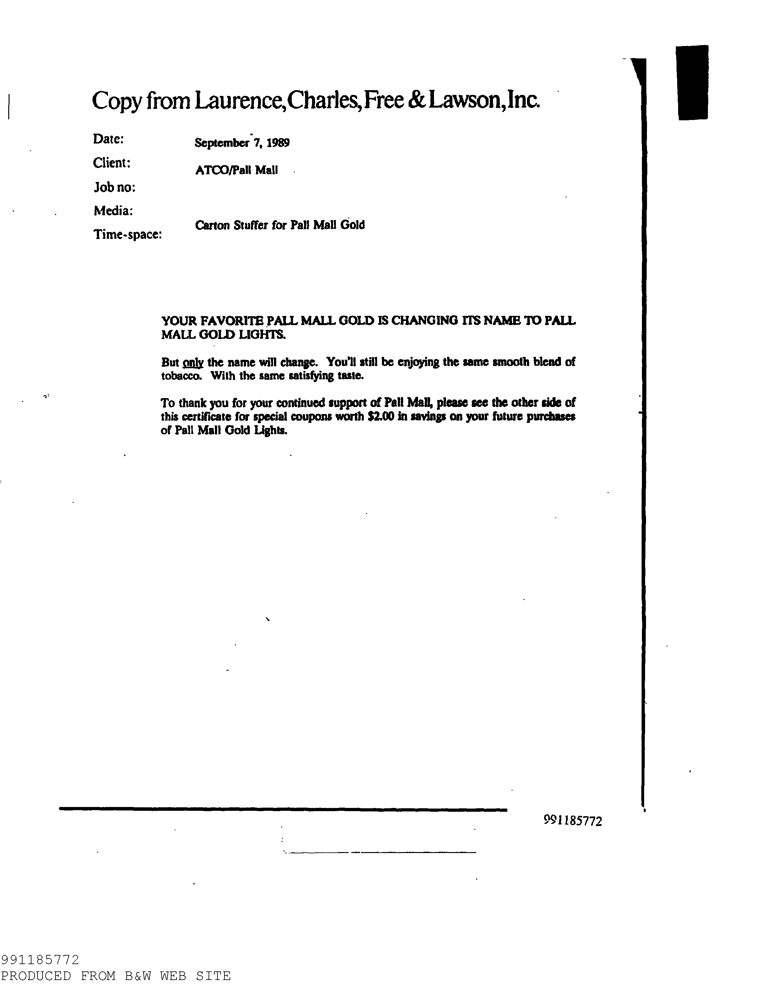 Copy from Laurence, Charles, Free & Lawson, Inc.
Date: September 7, 1989
Client: ATCO/Pall Mall
Job no:
Media:
Carton Stuffer for Pall Mall Gold
Time-space:
YOUR FAVORITE PALL MALL GOLD IS CHANGING ITS NAME TO PALL
MALL GOLD LIGHTS.
But only the name will change. You'll still be enjoying the same smooth blend of
tobacco. With the same satisfying taste.
To thank you for your continued support of Pall Mall, please see the other side of
this certificate for special coupons worth $2.00 in savings on your future purchases
of Pall Mall Gold Lights.
991185772
991185772
PRODUCED FROM B&W WEB SITE